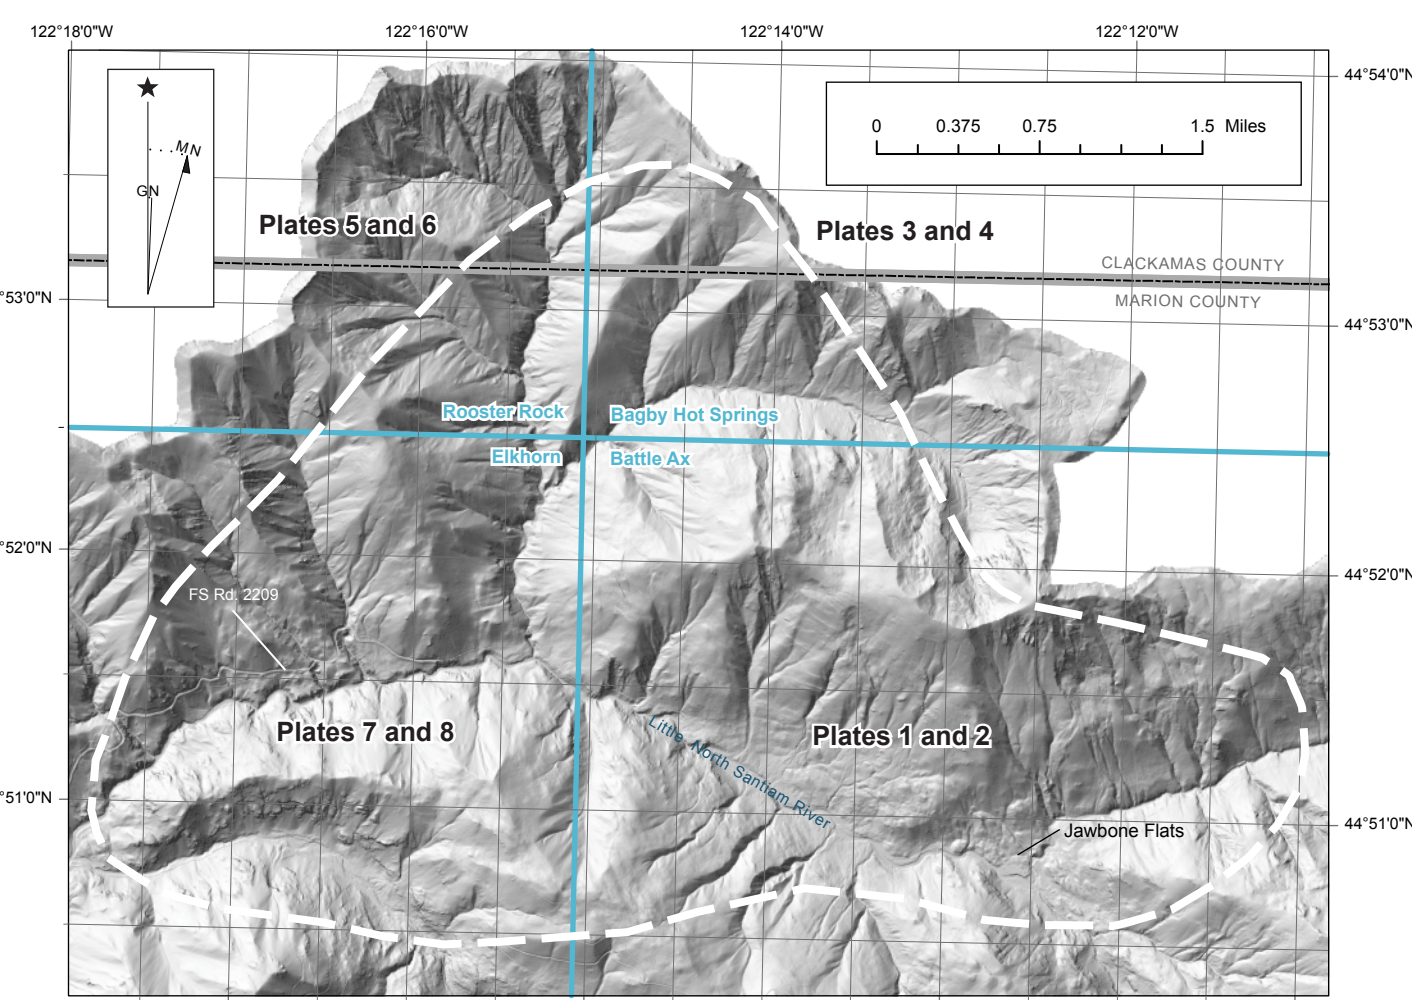 122°18'0"W 122°16'0"W 122°14'0"W 122°12'0"W
44°54'0"N
MN
GN
0 0.375 0.75 1.5 Miles
Plates 5 and 6
Plates 3 and 4
CLACKAMAS COUNTY
MARION COUNTY
°53'0"N
44°53'0"N
Rooster Rock
Bagby Hot Springs
Elkhorn
Battle Ax
°52'0"N
44°52'0"N
FS Rd. 2209
Plates 7 and 8
Plates 1 and 2
Little North Santiam River
°51'0"N
44°51'0"N
Jawbone Flats